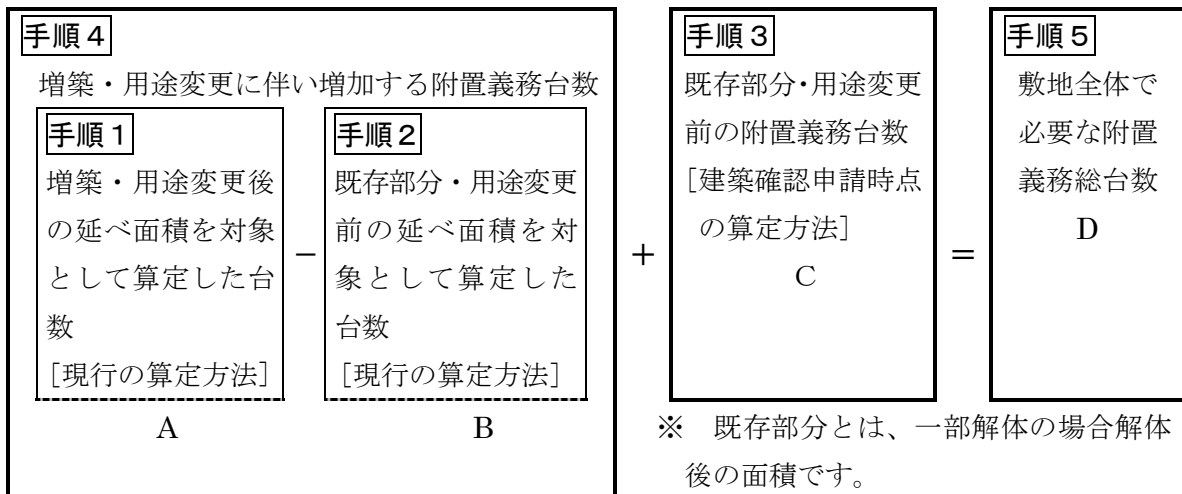 手順4
増築・用途変更に伴い増加する附置義務台数
手順1
増築・用途変更後
の延べ面積を対象
として算定した台
数
[現行の算定方法]
A
−
手順2
既存部分・用途変更
前の延べ面積を対
象として算定した
台数
[現行の算定方法]
B
＋
手順3
既存部分・用途変更
前の附置義務台数
[建築確認申請時点
の算定方法]
C
＝
手順5
敷地全体で
必要な附置
義務総台数
D
※ 既存部分とは、一部解体の場合解体
後の面積です。